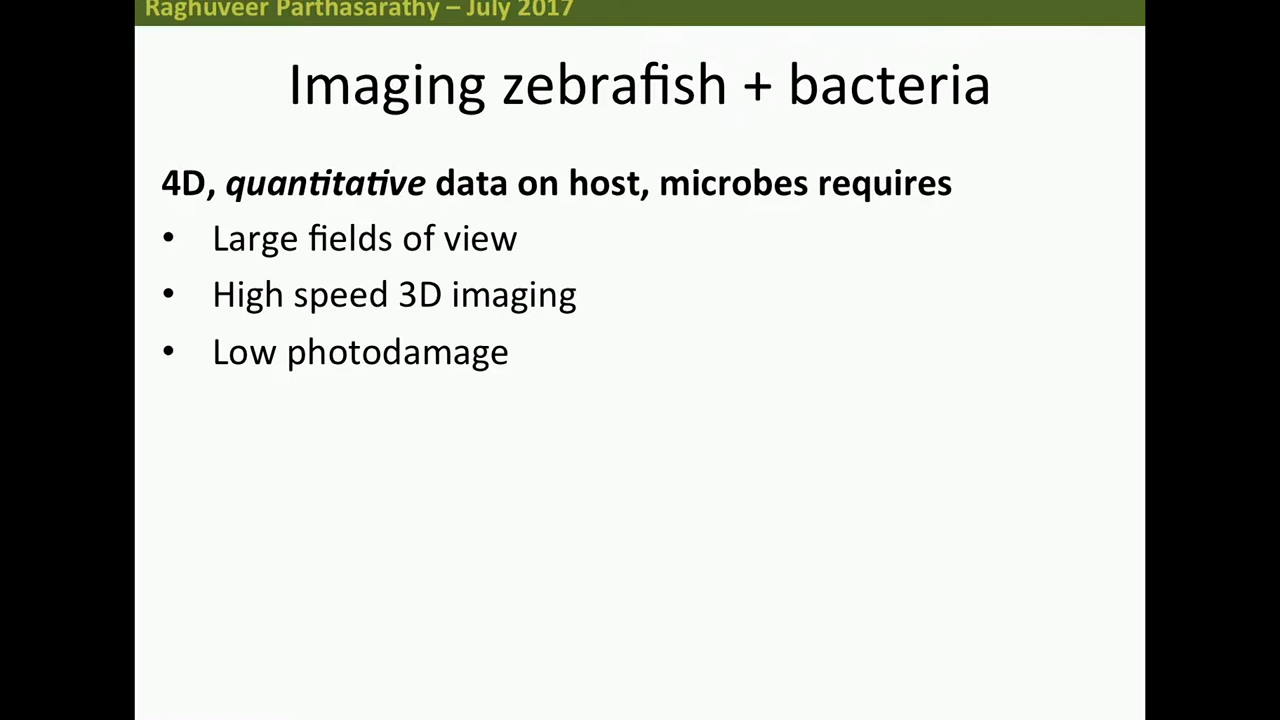 Raghuveer Parthasarathy – July 2017
Imaging zebrafish + bacteria
4D, quantitative data on host, microbes requires
• Large fields of view
• High speed 3D imaging
• Low photodamage